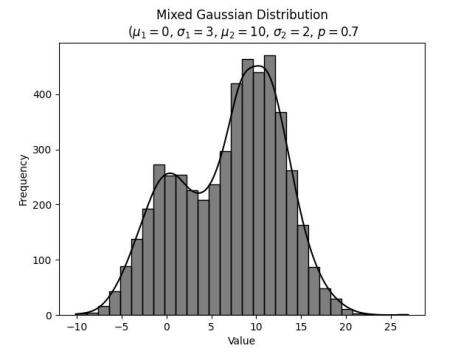 Mixed Gaussian Distribution
(μ₁ = 0, σ₁ = 3, μ₂ = 10, σ₂ = 2, p = 0.7
400
300
200
100
0
Frequency
−10 −5 0 5 10 15 20 25
Value